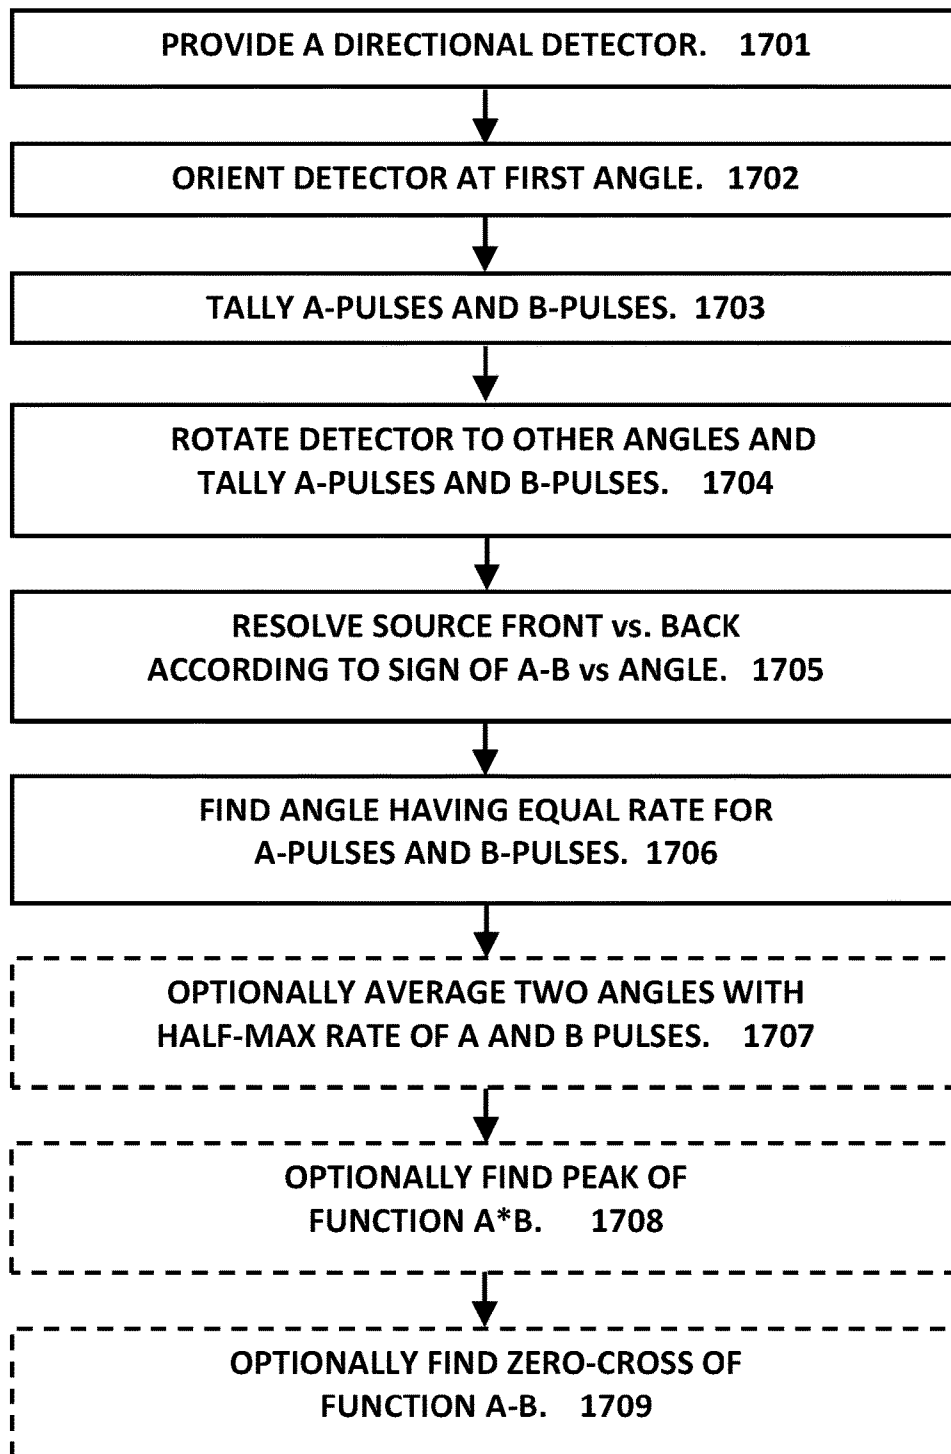 PROVIDE A DIRECTIONAL DETECTOR. 1701
ORIENT DETECTOR AT FIRST ANGLE. 1702
TALLY A-PULSES AND B-PULSES. 1703
ROTATE DETECTOR TO OTHER ANGLES AND
TALLY A-PULSES AND B-PULSES. 1704
RESOLVE SOURCE FRONT vs. BACK
ACCORDING TO SIGN OF A-B vs ANGLE. 1705
FIND ANGLE HAVING EQUAL RATE FOR
A-PULSES AND B-PULSES. 1706
OPTIONALLY AVERAGE TWO ANGLES WITH
HALF-MAX RATE OF A AND B PULSES. 1707
OPTIONALLY FIND PEAK OF
FUNCTION A*B. 1708
OPTIONALLY FIND ZERO-CROSS OF
FUNCTION A-B. 1709